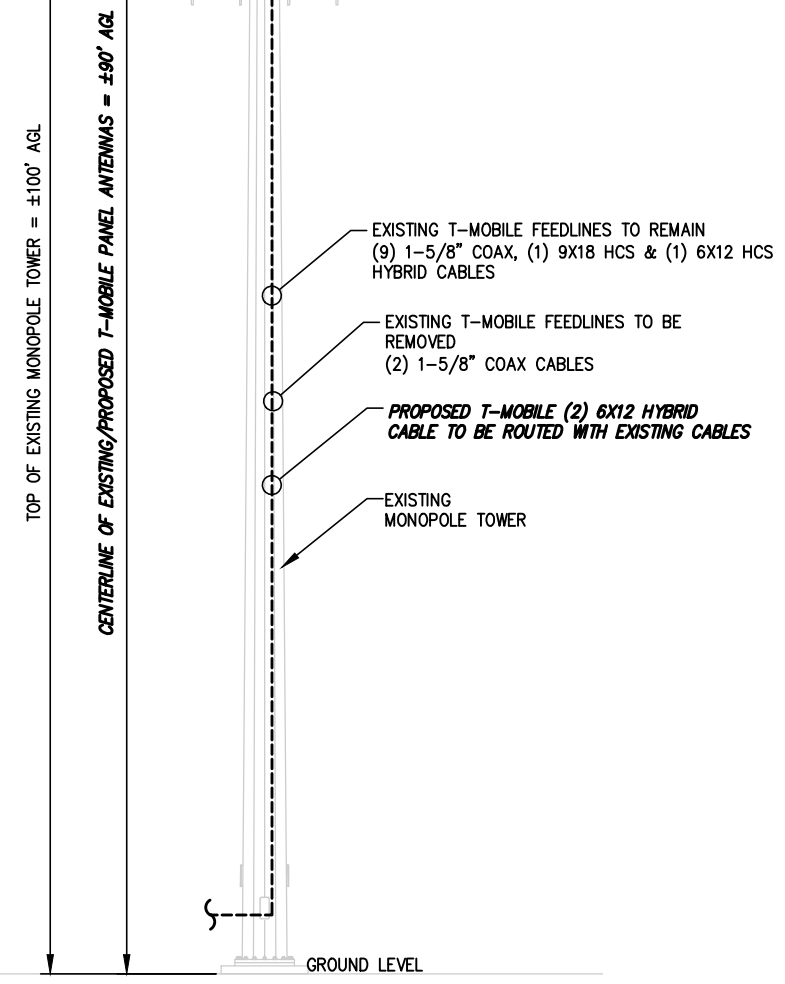 TOP OF EXISTING MONOPOLE TOWER = ±100' AGL
CENTERLINE OF EXISTING/PROPOSED T-MOBILE PANEL ANTENNAS = ±90' AGL
EXISTING T-MOBILE FEEDLINES TO REMAIN
(9) 1-5/8" COAX, (1) 9X18 HCS & (1) 6X12 HCS
HYBRID CABLES
EXISTING T-MOBILE FEEDLINES TO BE
REMOVED
(2) 1-5/8" COAX CABLES
PROPOSED T-MOBILE (2) 6X12 HYBRID
CABLE TO BE ROUTED WITH EXISTING CABLES
EXISTING
MONOPOLE TOWER
GROUND LEVEL